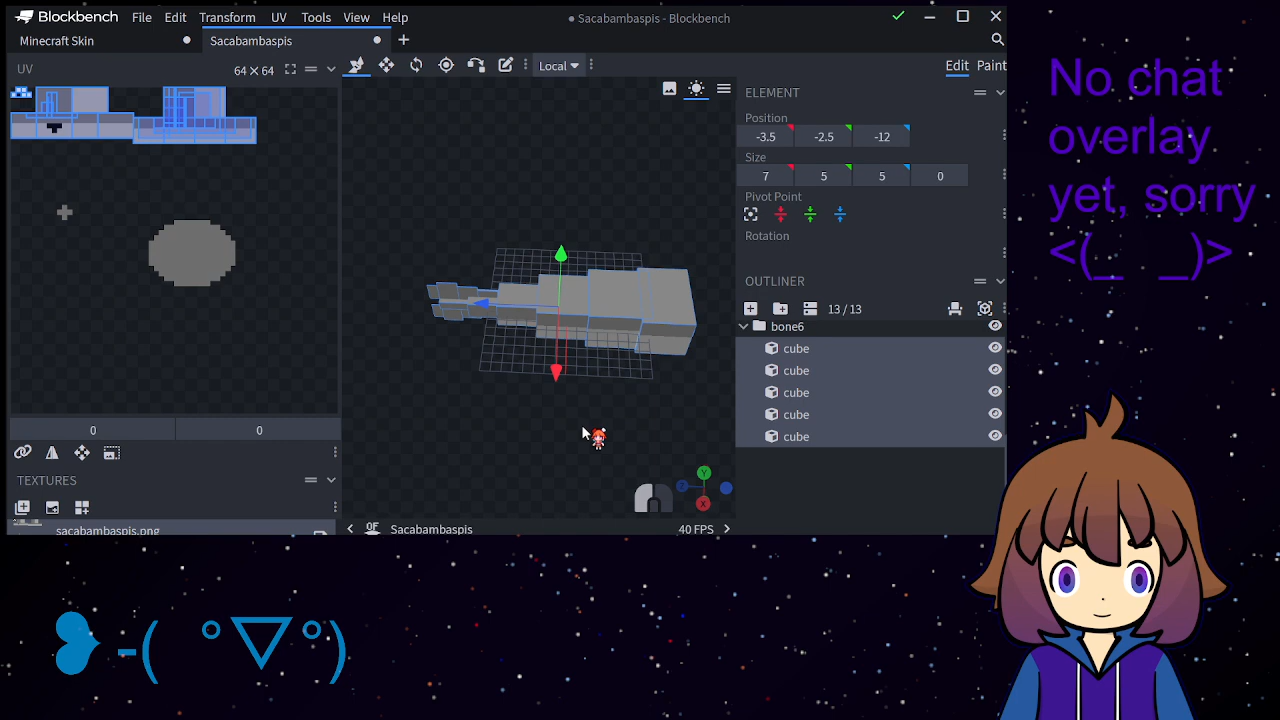 Blockbench File Edit Transform UV Tools View Help
● Sacabambaspis - Blockbench
Minecraft Skin
Sacabambaspis
UV
64 × 64
Local
Edit Paint
ELEMENT
Position
-3.5 -2.5 -12
Size
7 5 5 0
Pivot Point
Rotation
OUTLINER
13 / 13
bone6
cube
cube
cube
cube
cube
0 0
TEXTURES
sacabambaspis.png
Sacabambaspis
40 FPS
Y
Z
X
No chat
overlay
yet, sorry
<(_ _)>
❥-( °▽°)